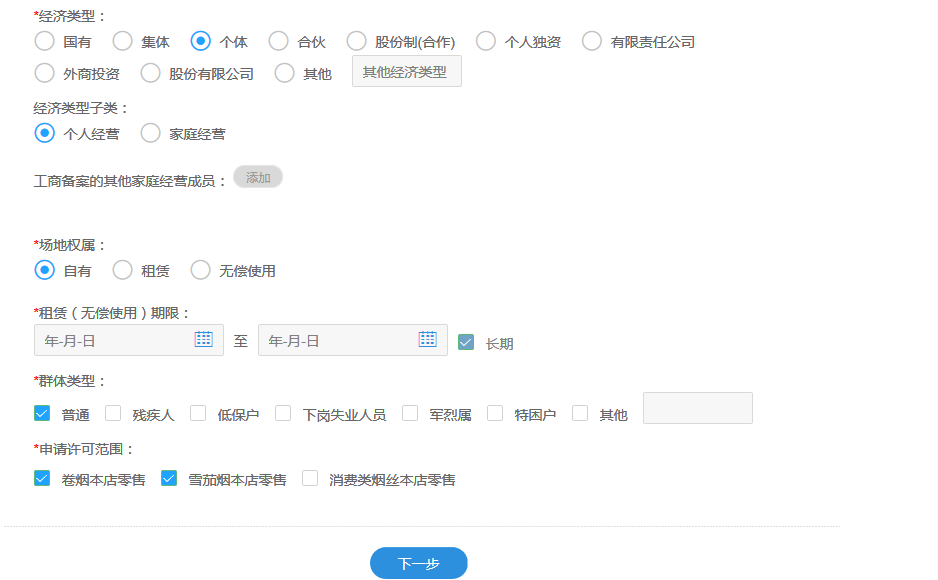 *经济类型：
国有 集体 个体 合伙 股份制(合作) 个人独资 有限责任公司
外商投资 股份有限公司 其他 其他经济类型
经济类型子类：
个人经营 家庭经营
工商备案的其他家庭经营成员： 添加
*场地权属：
自有 租赁 无偿使用
*租赁（无偿使用）期限：
年-月-日 至 年-月-日 长期
*群体类型：
普通 残疾人 低保户 下岗失业人员 军烈属 特困户 其他
*申请许可范围：
卷烟本店零售 雪茄烟本店零售 消费类烟丝本店零售
下一步